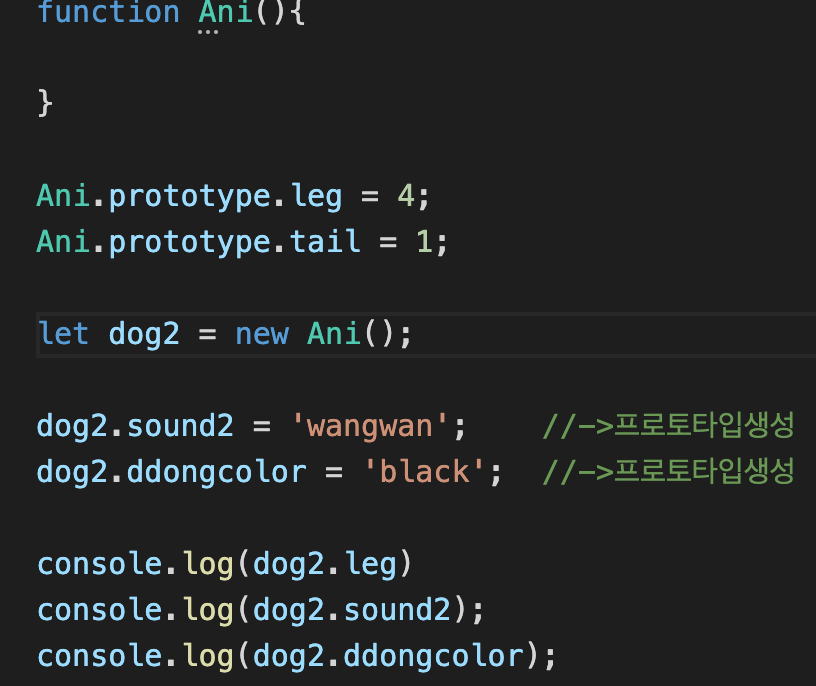 function Ani(){
}
Ani.prototype.leg = 4;
Ani.prototype.tail = 1;
let dog2 = new Ani();
dog2.sound2 = 'wangwan';     //->프로토타입생성
dog2.ddongcolor = 'black';  //->프로토타입생성
console.log(dog2.leg)
console.log(dog2.sound2);
console.log(dog2.ddongcolor);